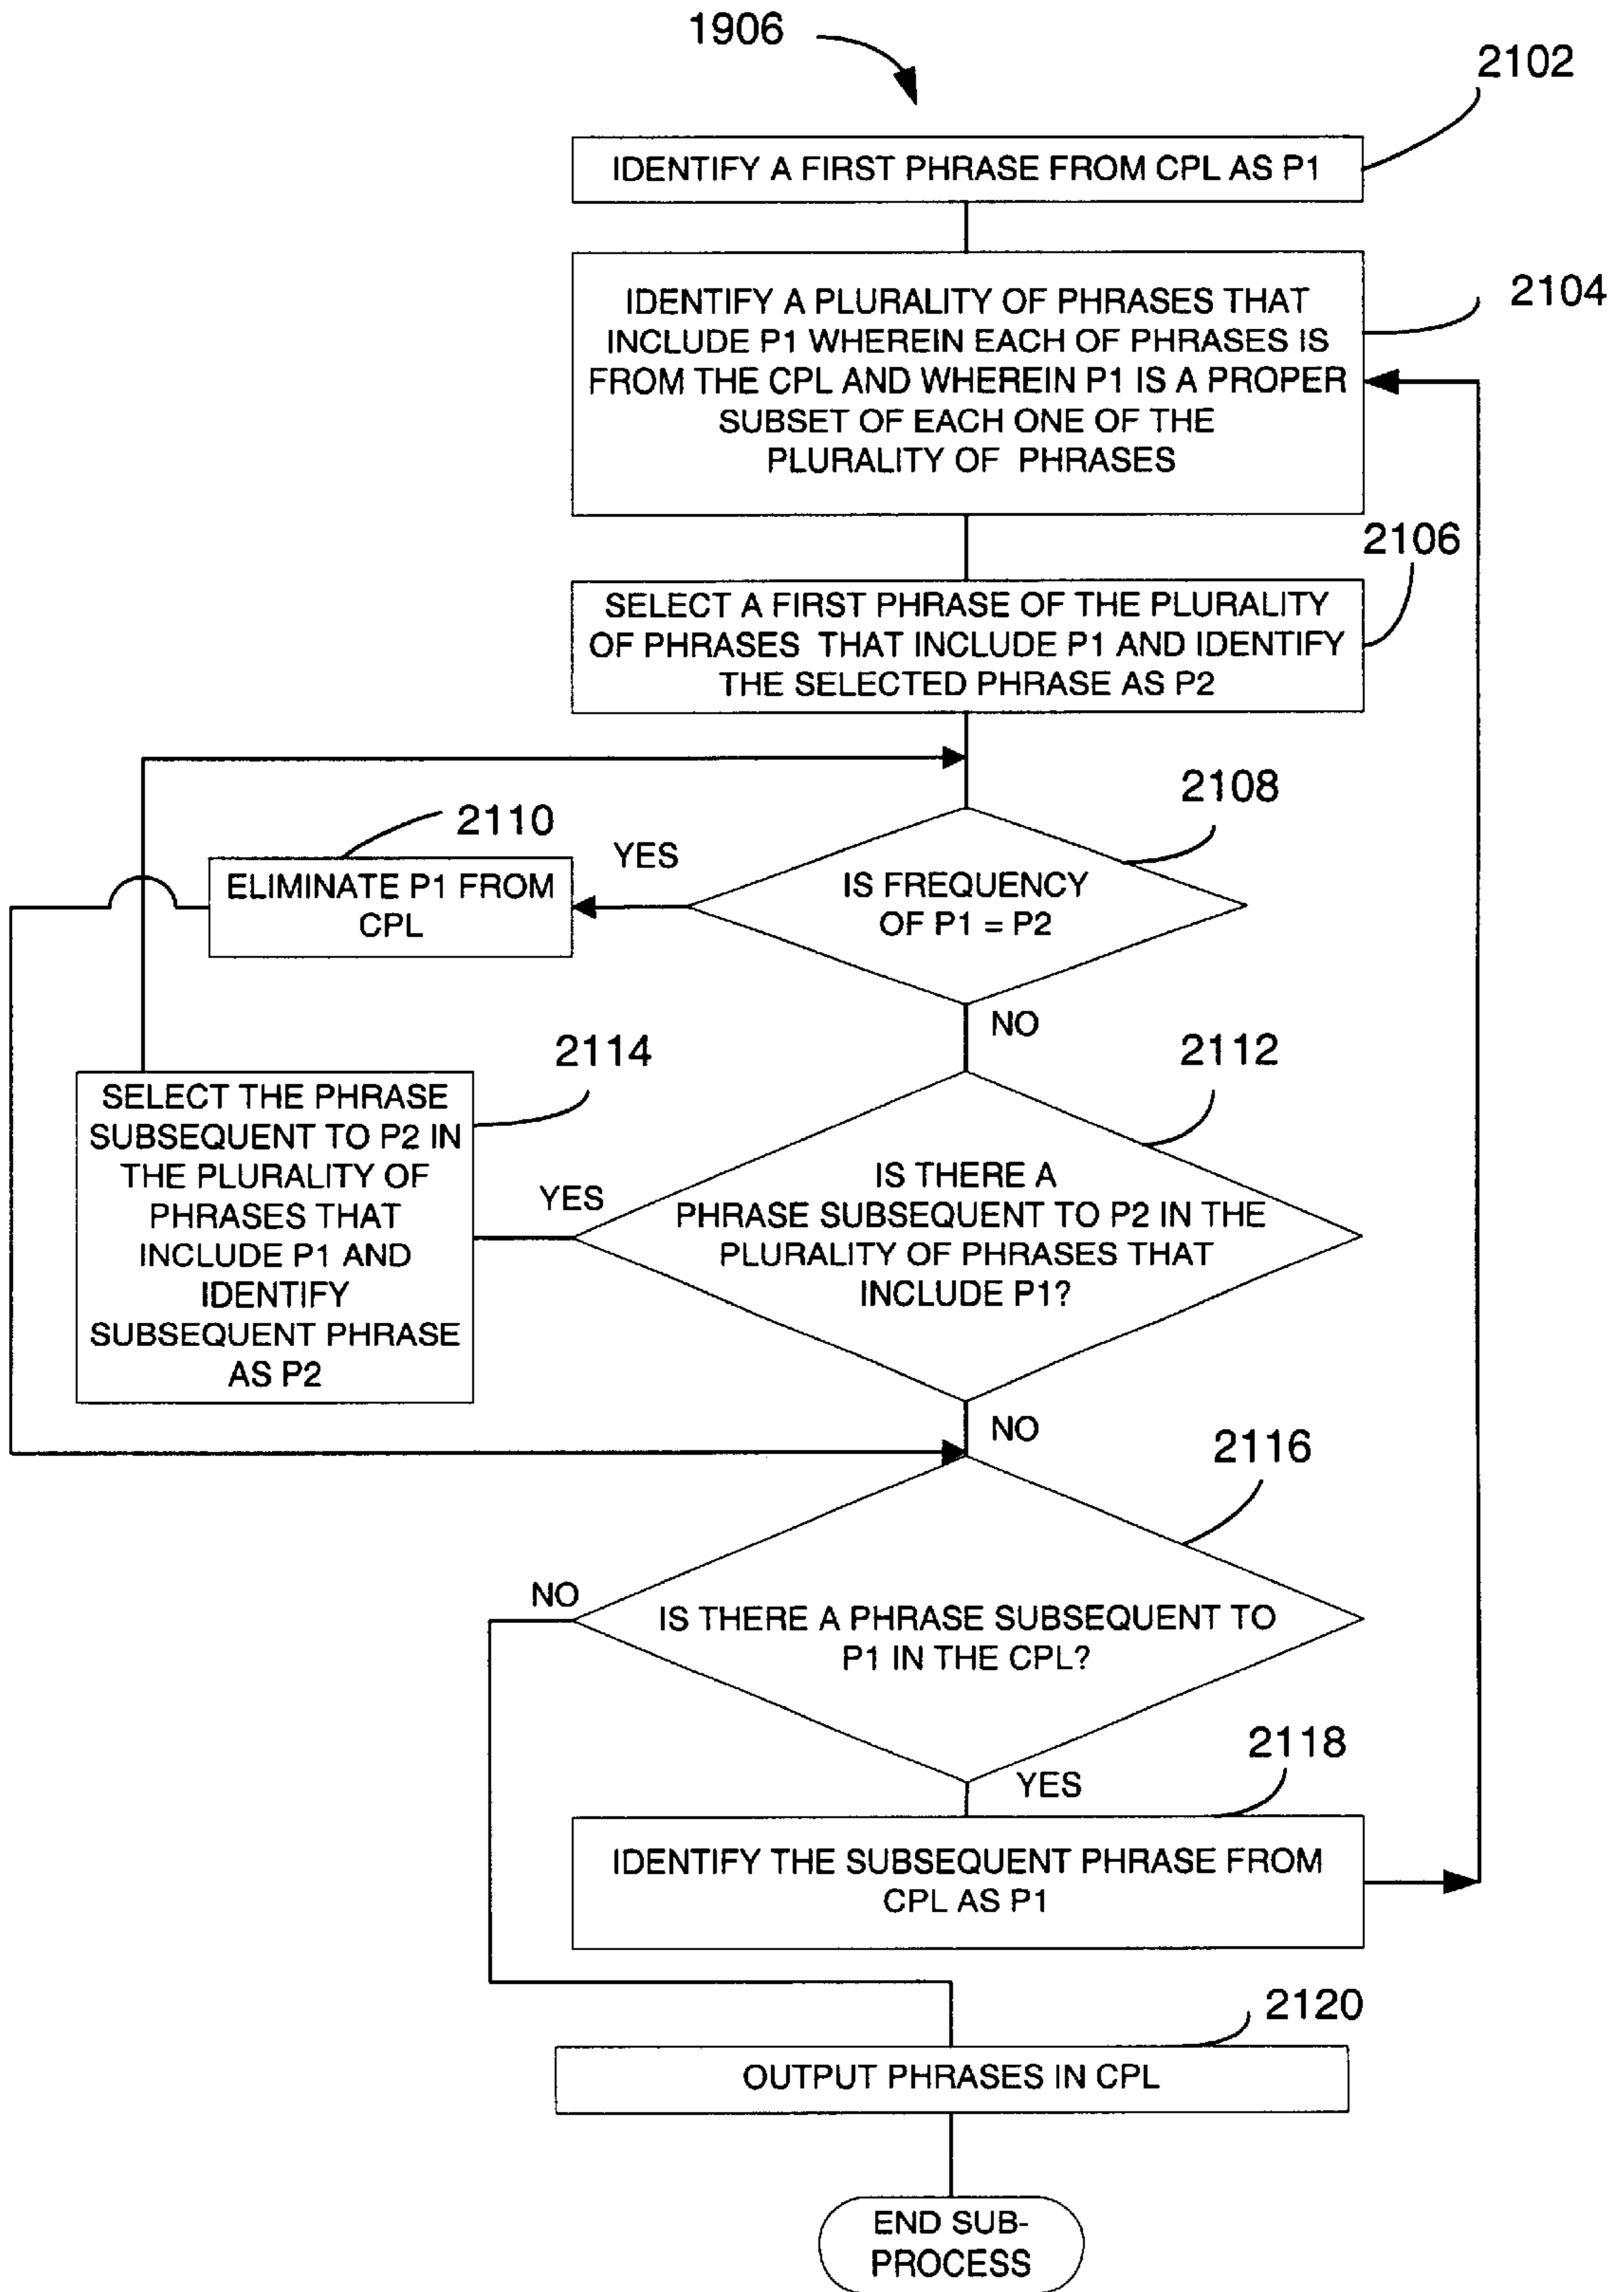 1906
2102
IDENTIFY A FIRST PHRASE FROM CPL AS P1
2104
IDENTIFY A PLURALITY OF PHRASES THAT
INCLUDE P1 WHEREIN EACH OF PHRASES IS
FROM THE CPL AND WHEREIN P1 IS A PROPER
SUBSET OF EACH ONE OF THE
PLURALITY OF PHRASES
2106
SELECT A FIRST PHRASE OF THE PLURALITY
OF PHRASES THAT INCLUDE P1 AND IDENTIFY
THE SELECTED PHRASE AS P2
2108
2110
YES
ELIMINATE P1 FROM
CPL
IS FREQUENCY
OF P1 = P2
NO
2114
2112
SELECT THE PHRASE
SUBSEQUENT TO P2 IN
THE PLURALITY OF
PHRASES THAT
INCLUDE P1 AND
IDENTIFY
SUBSEQUENT PHRASE
AS P2
YES
IS THERE A
PHRASE SUBSEQUENT TO P2 IN THE
PLURALITY OF PHRASES THAT
INCLUDE P1?
NO
2116
NO
IS THERE A PHRASE SUBSEQUENT TO
P1 IN THE CPL?
2118
YES
IDENTIFY THE SUBSEQUENT PHRASE FROM
CPL AS P1
2120
OUTPUT PHRASES IN CPL
END SUB-
PROCESS